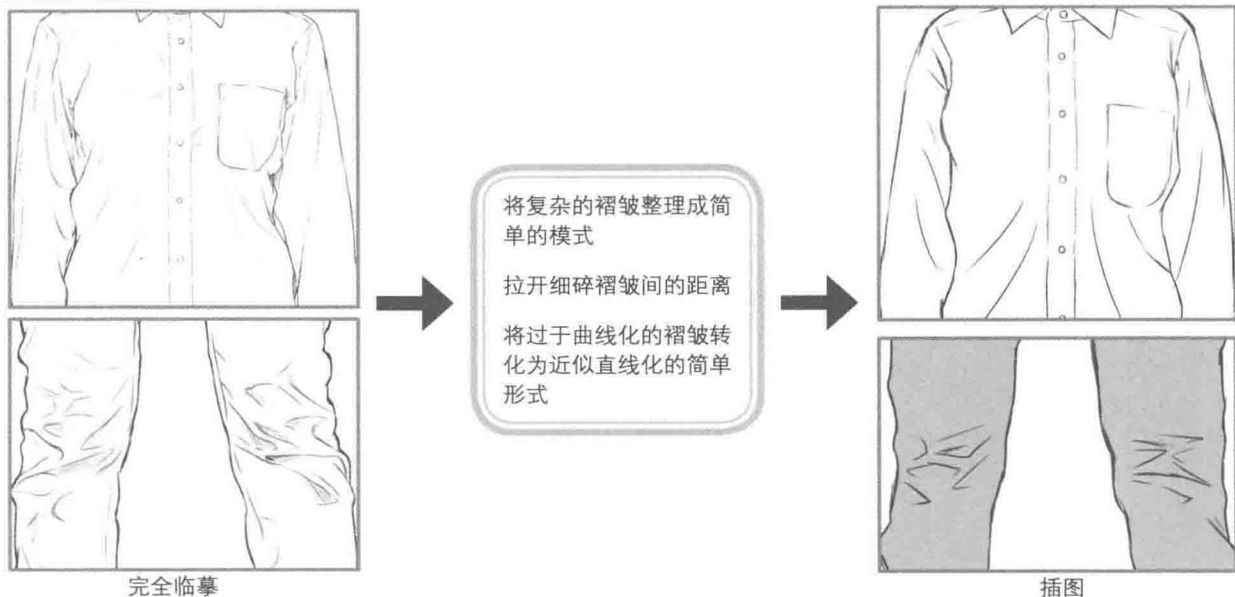 将复杂的褶皱整理成简
单的模式
拉开细碎褶皱间的距离
将过于曲线化的褶皱转
化为近似直线化的简单
形式
完全临摹
插图